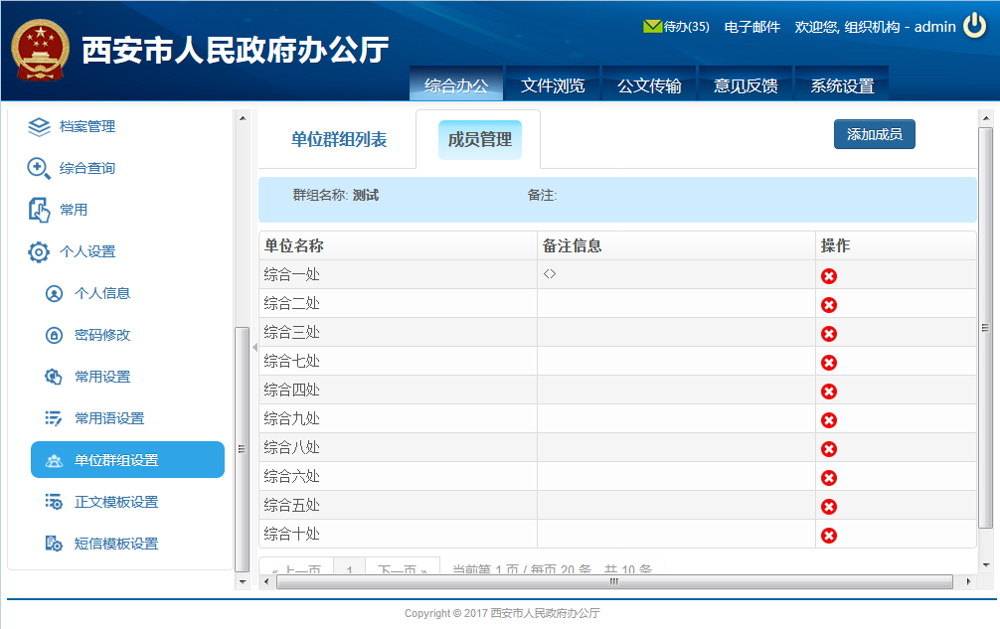 待办(35) 电子邮件 欢迎您, 组织机构 - admin
西安市人民政府办公厅
综合办公 文件浏览 公文传输 意见反馈 系统设置
档案管理
综合查询
常用
个人设置
个人信息
密码修改
常用设置
常用语设置
单位群组设置
正文模板设置
短信模板设置
单位群组列表 成员管理 添加成员
群组名称: 测试 备注:
单位名称 备注信息 操作
综合一处 <>
综合二处
综合三处
综合七处
综合四处
综合九处
综合八处
综合六处
综合五处
综合十处
« 上一页 1 下一页 » 当前第 1 页 / 每页 20 条 共 10 条
Copyright © 2017 西安市人民政府办公厅